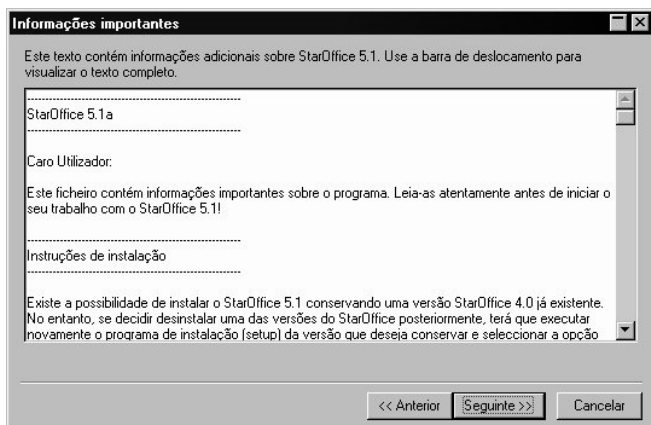 Informações importantes
Este texto contém informações adicionais sobre StarOffice 5.1. Use a barra de deslocamento para
visualizar o texto completo.
------------------------------------------------------
StarOffice 5.1a
------------------------------------------------------
Caro Utilizador:
Este ficheiro contém informações importantes sobre o programa. Leia-as atentamente antes de iniciar o
seu trabalho com o StarOffice 5.1!
------------------------------------------------------
Instruções de instalação
------------------------------------------------------
Existe a possibilidade de instalar o StarOffice 5.1 conservando uma versão StarOffice 4.0 já existente.
No entanto, se decidir desinstalar uma das versões do StarOffice posteriormente, terá que executar
novamente o programa de instalação (setup) da versão que deseja conservar e seleccionar a opção
<< Anterior Seguinte >> Cancelar